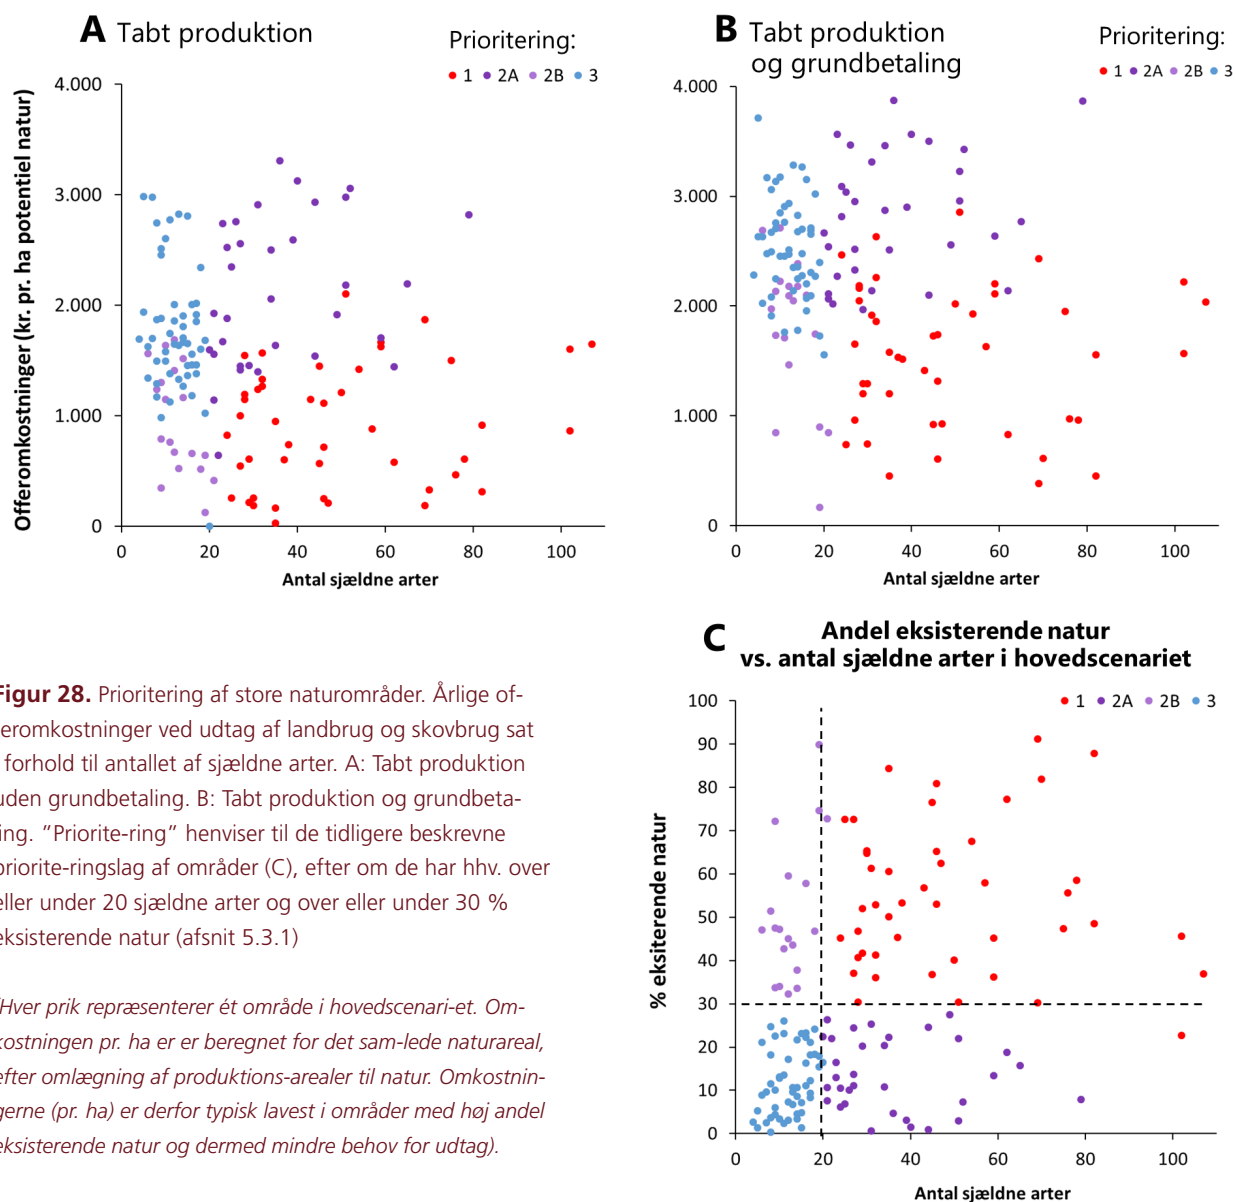 A Tabt produktion
Prioritering:
1 2A 2B 3
4.000
3.000
2.000
1.000
0
0 20 40 60 80 100
Offeromkostninger (kr. pr. ha potentiel natur)
Antal sjældne arter
B Tabt produktion
og grundbetaling
Prioritering:
1 2A 2B 3
4.000
3.000
2.000
1.000
0
0 20 40 60 80 100
Antal sjældne arter
Figur 28. Prioritering af store naturområder. Årlige of-
feromkostninger ved udtag af landbrug og skovbrug sat
forhold til antallet af sjældne arter. A: Tabt produktion
uden grundbetaling. B: Tabt produktion og grundbeta-
ing. ”Priorite-ring” henviser til de tidligere beskrevne
priorite-ringslag af områder (C), efter om de har hhv. over
eller under 20 sjældne arter og over eller under 30 %
eksisterende natur (afsnit 5.3.1)
Hver prik repræsenterer ét område i hovedscenari-et. Om-
kostningen pr. ha er er beregnet for det sam-lede naturareal,
efter omlægning af produktions-arealer til natur. Omkostnin-
gerne (pr. ha) er derfor typisk lavest i områder med høj andel
eksisterende natur og dermed mindre behov for udtag).
C Andel eksisterende natur
vs. antal sjældne arter i hovedscenariet
1 2A 2B 3
100
90
80
70
60
50
40
30
20
10
0
0 20 40 60 80 100
% eksiterende natur
Antal sjældne arter